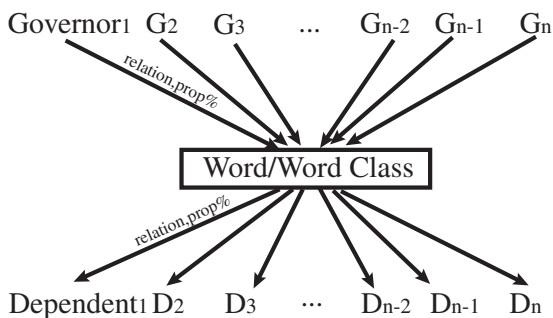 Governor1 G2 G3 ... Gn-2 Gn-1 Gn
relation,prop%
Word/Word Class
relation,prop%
Dependent1 D2 D3 ... Dn-2 Dn-1 Dn